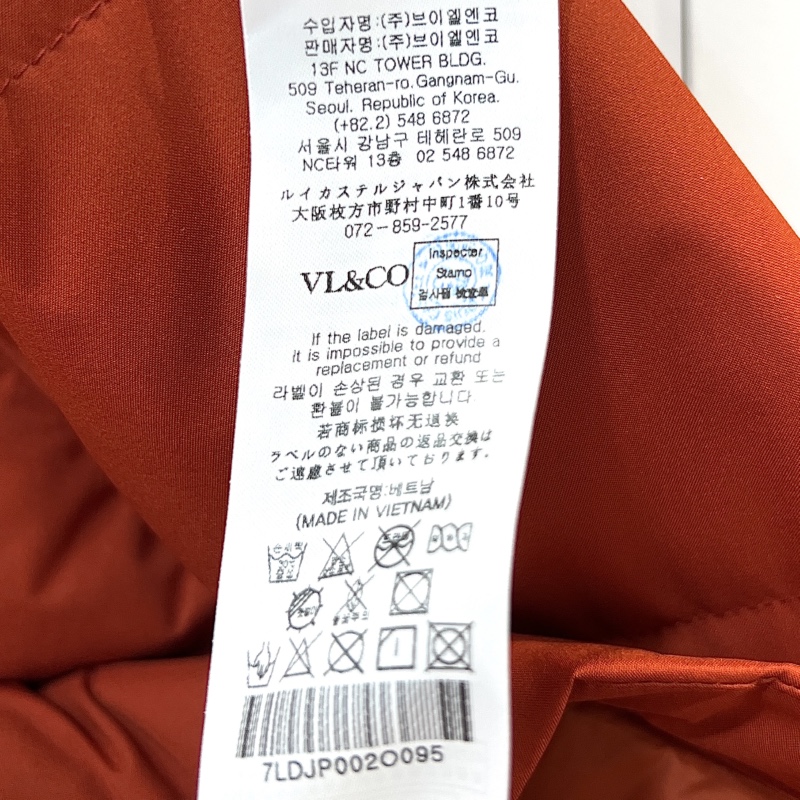 수입자명:(주)브이엘엔코
판매자명:(주)브이엘엔코
13F NC TOWER BLDG.
509 Teheran-ro.Gangnam-Gu.
Seoul. Republic of Korea.
(+82.2) 548 6872
서울시 강남구 테헤란로 509
NC타워 13층 02 548 6872
ルイカステルジャパン株式会社
大阪枚方市野村中町1番10号
072-859-2577
VL&CO
Inspecter
Stamp
검사필 検査畢
If the label is damaged.
it is impossible to provide a
replacement or refund
라벨이 손상된 경우 교환 또는
환불이 불가능합니다
若商标损坏无退换
ラベルのない商品の返品交換は
ご遠慮させて頂いております.
제조국명:베트남
(MADE IN VIETNAM)
7LDJP002O095